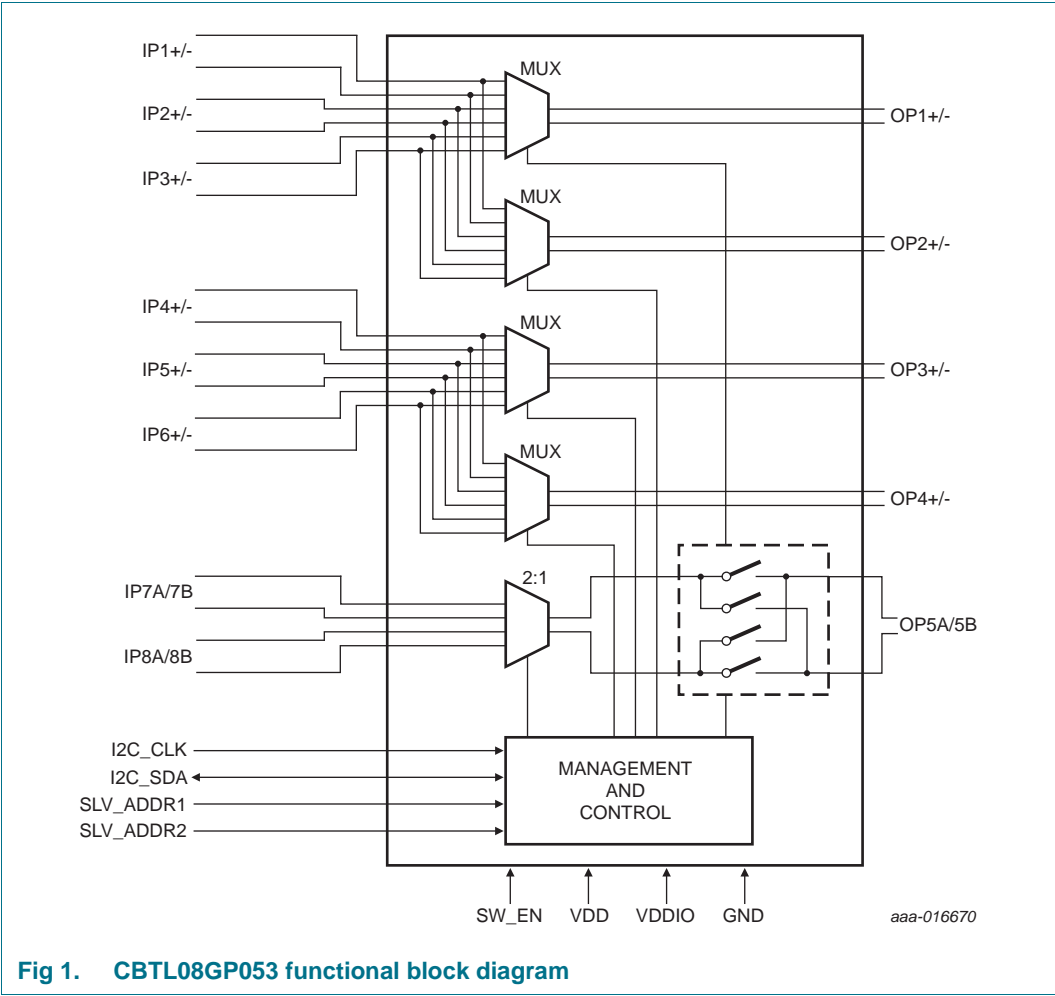 IP1+/-
MUX
IP2+/-
OP1+/-
IP3+/-
MUX
OP2+/-
IP4+/-
MUX
IP5+/-
OP3+/-
IP6+/-
MUX
OP4+/-
2:1
IP7A/7B
OP5A/5B
IP8A/8B
I2C_CLK
I2C_SDA
SLV_ADDR1
SLV_ADDR2
MANAGEMENT
AND
CONTROL
SW_EN VDD VDDIO GND
aaa-016670
Fig 1. CBTL08GP053 functional block diagram